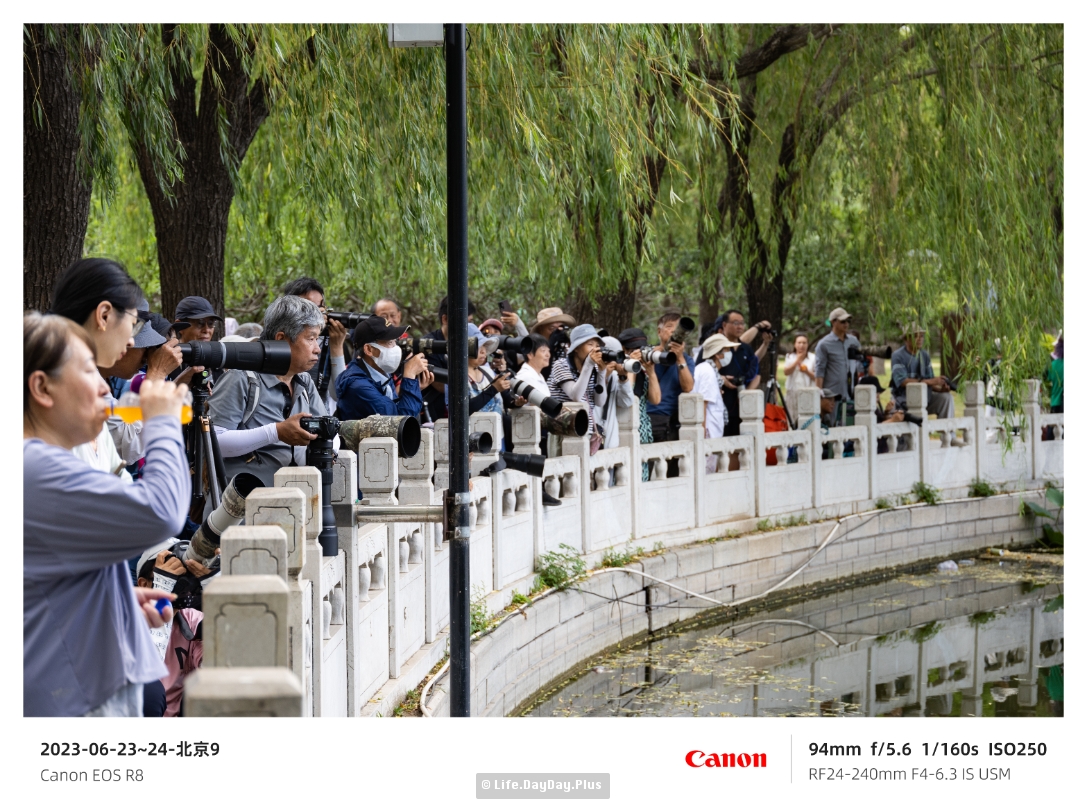 2023-06-23~24-北京9
Canon EOS R8
Canon
94mm f/5.6 1/160s ISO250
RF24-240mm F4-6.3 IS USM
© Life.DayDay.Plus